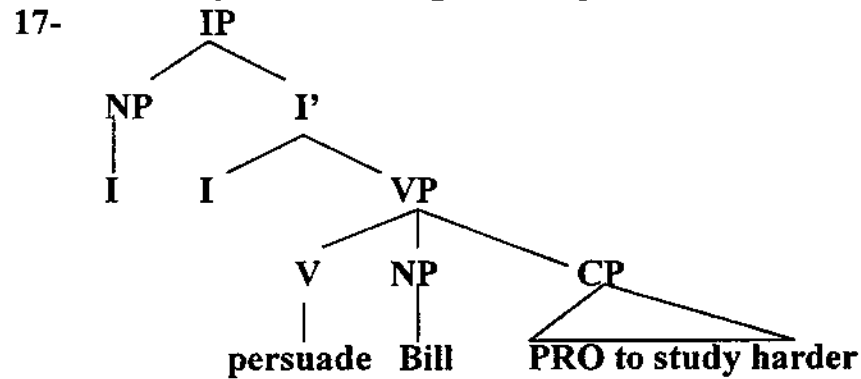 17- IP
NP I’
I I VP
V NP CP
persuade Bill PRO to study harder